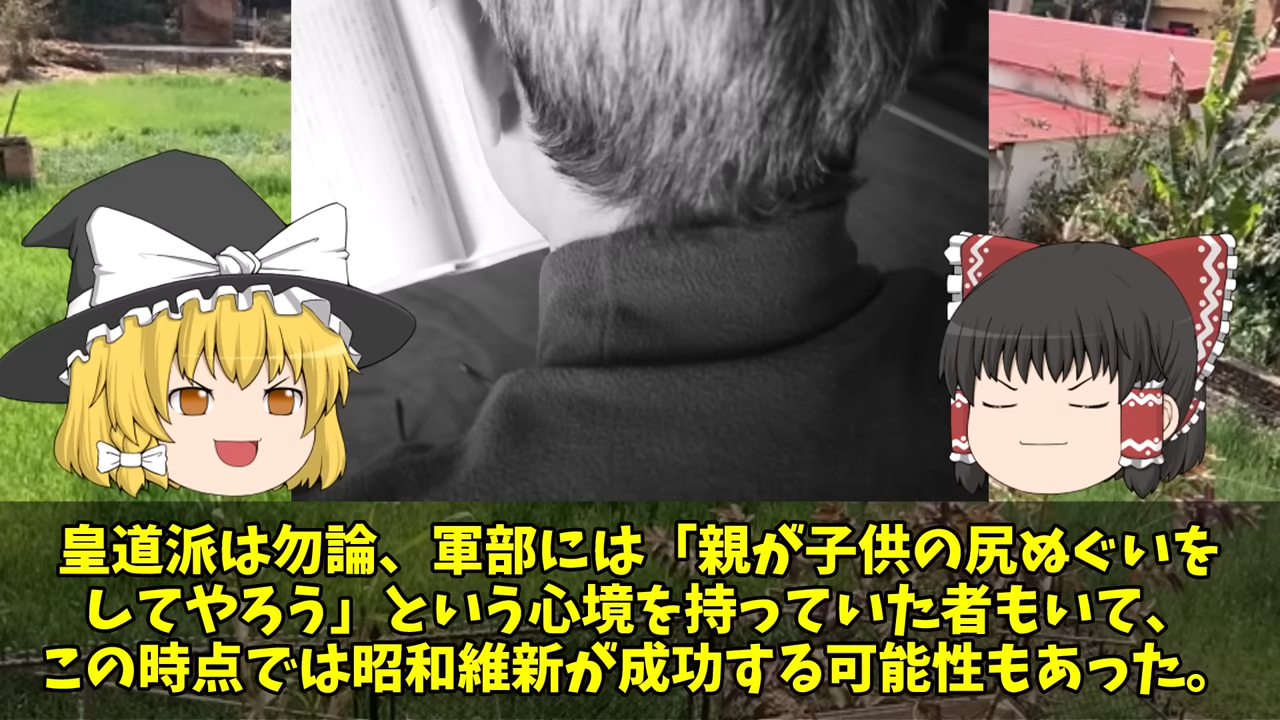 皇道派は勿論、軍部には「親が子供の尻ぬぐいを
してやろう」という心境を持っていた者もいて、
この時点では昭和維新が成功する可能性もあった。